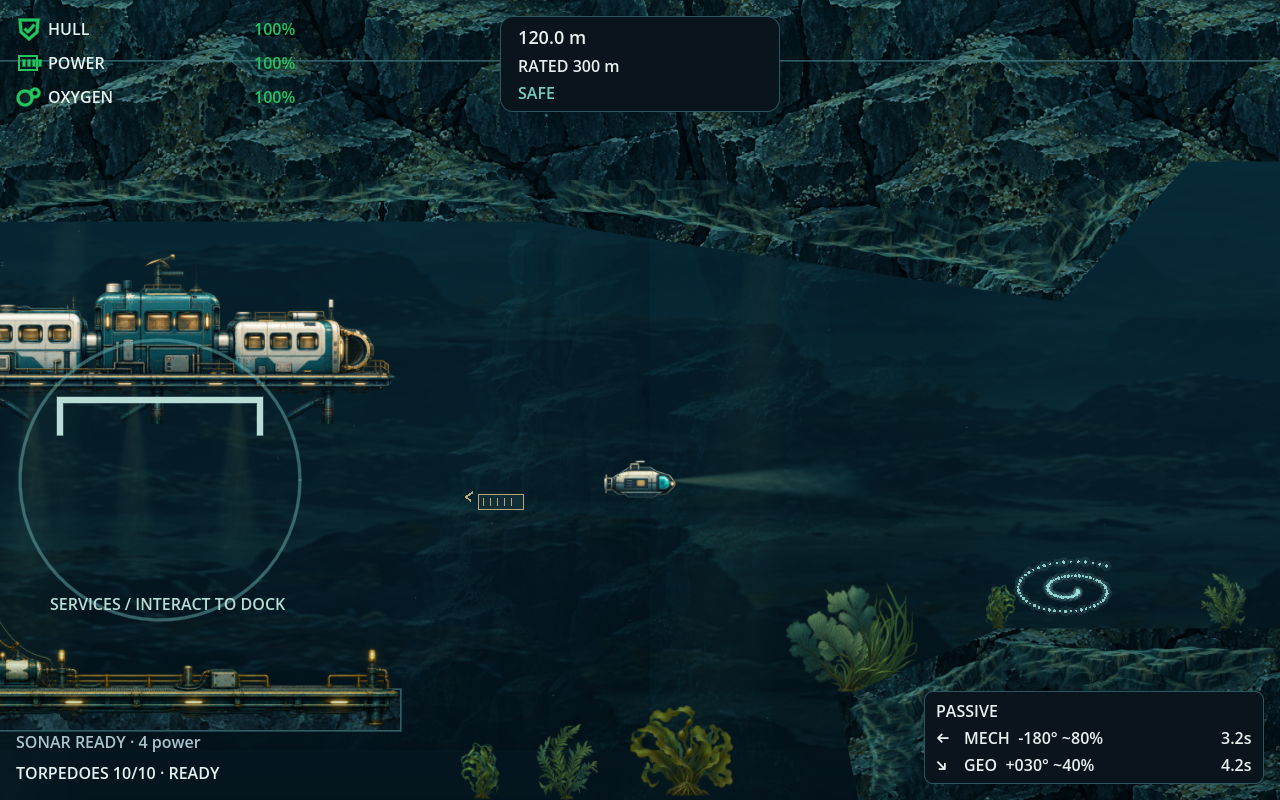 HULL 100%
POWER 100%
OXYGEN 100%
120.0 m
RATED 300 m
SAFE
SERVICES / INTERACT TO DOCK
SONAR READY · 4 power
TORPEDOES 10/10 · READY
PASSIVE
← MECH -180° ~80% 3.2s
↘ GEO +030° ~40% 4.2s